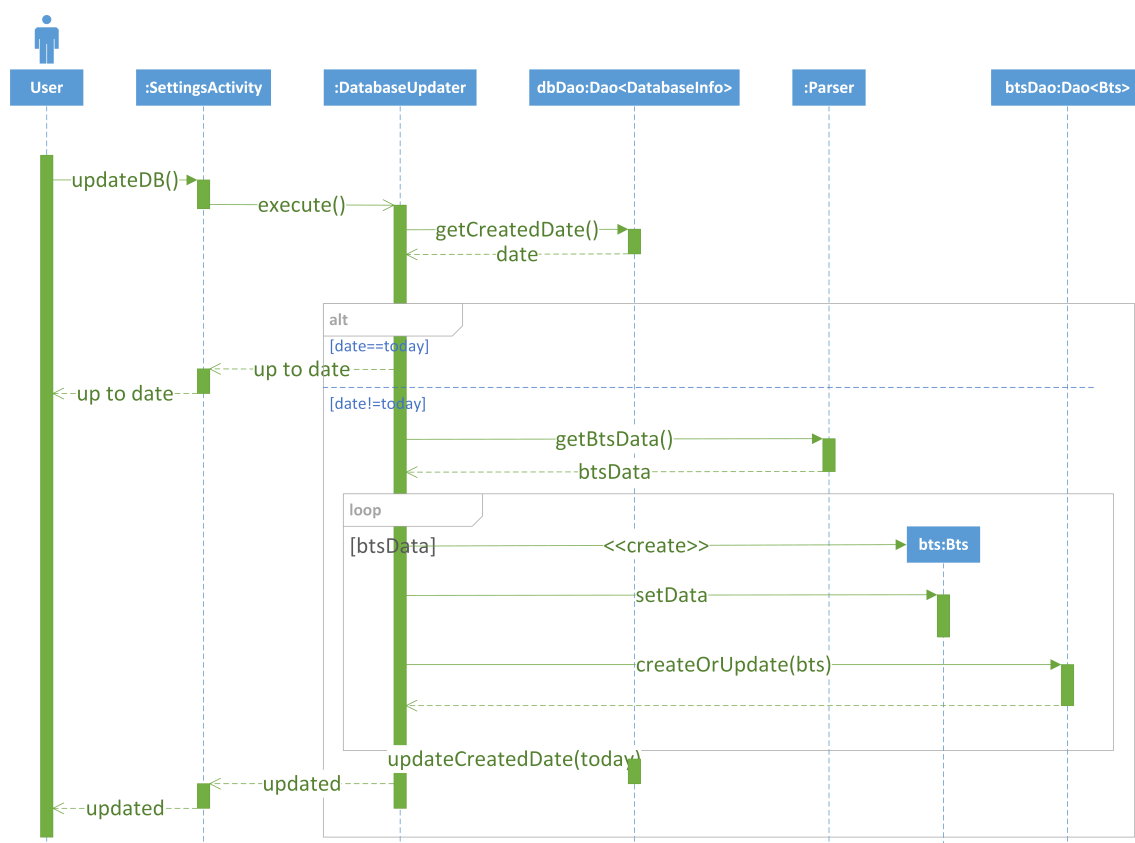 User
:SettingsActivity
:DatabaseUpdater
dbDao:Dao<DatabaseInfo>
:Parser
btsDao:Dao<Bts>
updateDB()
execute()
getCreatedDate()
date
alt
[date==today]
up to date
up to date
[date!=today]
getBtsData()
btsData
loop
[btsData]
<<create>>
bts:Bts
setData
createOrUpdate(bts)
updateCreatedDate(today)
updated
updated